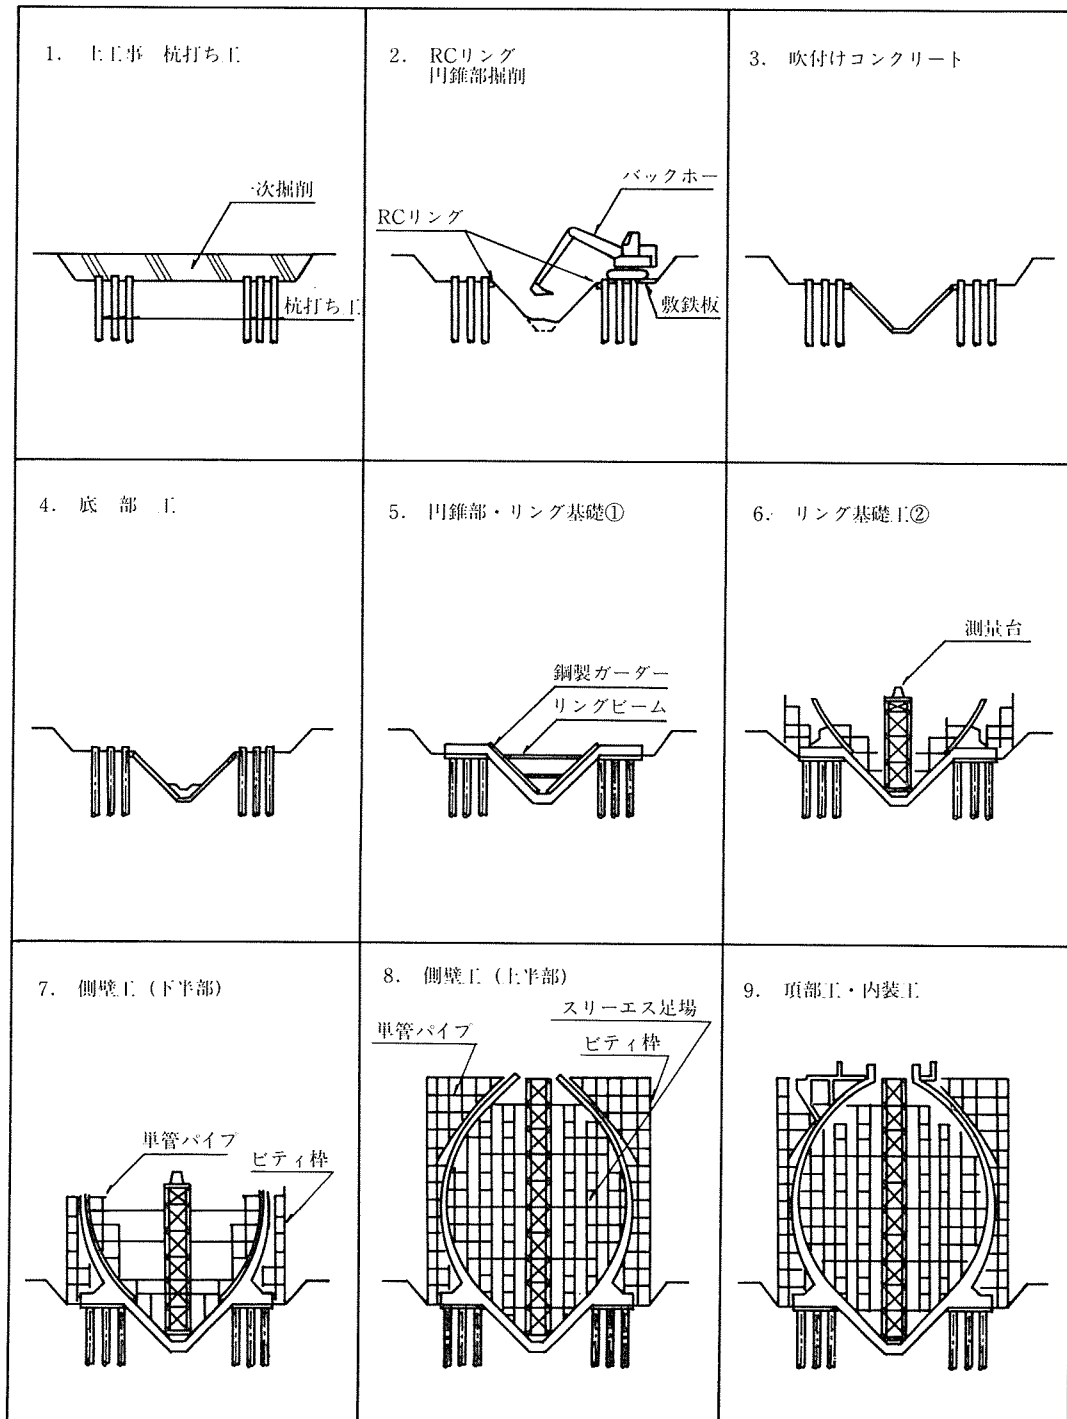 1. 土工事 杭打ち工
一次掘削
杭打ち工
2. RCリング
円錐部掘削
バックホー
RCリング
敷鉄板
3. 吹付けコンクリート
4. 底部工
5. 円錐部・リング基礎①
鋼製ガーダー
リングビーム
6. リング基礎工②
測量台
7. 側壁工 (下半部)
単管パイプ
ビティ枠
8. 側壁工 (上半部)
スリーエス足場
単管パイプ
ビティ枠
9. 頂部工・内装工